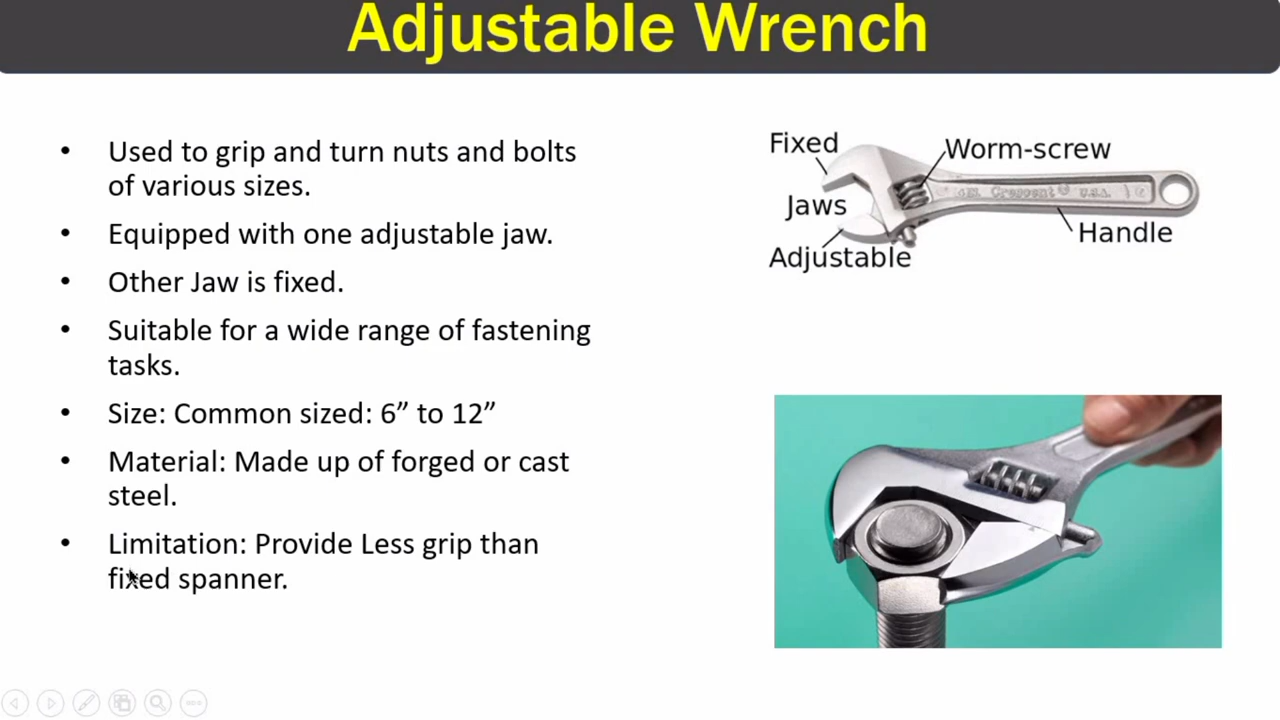 Adjustable Wrench
• Used to grip and turn nuts and bolts
of various sizes.
• Equipped with one adjustable jaw.
• Other Jaw is fixed.
• Suitable for a wide range of fastening
tasks.
• Size: Common sized: 6” to 12”
• Material: Made up of forged or cast
steel.
• Limitation: Provide Less grip than
fixed spanner.
Fixed
Worm-screw
Jaws
Crescent® U.S.A.
Handle
Adjustable